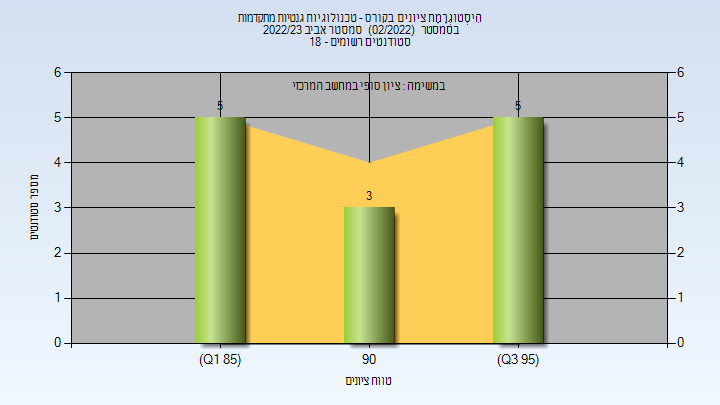 היסטוגרמת ציונים בקורס - טכנולוגיות גנטיות מתקדמות
בסמסטר (02/2022) סמסטר אביב 2022/23
סטודנטים רשומים - 18
במשימה : ציון סופי במחשב המרכזי
6
5
4
3
2
1
0
6
5
4
3
2
1
0
5
3
5
מספר סטודנטים
(Q1 85)
90
(Q3 95)
טווח ציונים